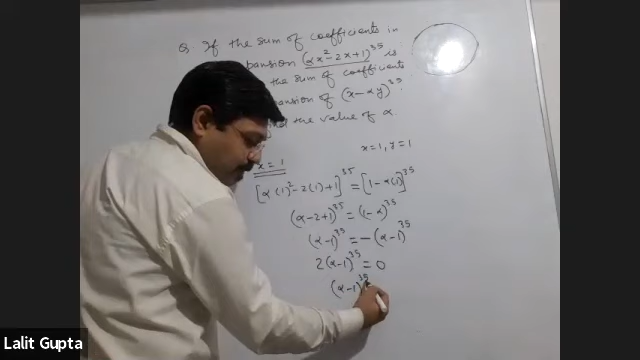 Q. If the sum of coefficients in
pansion (αx²-2x+1)³⁵ is
the sum of coefficients
pansion of (x-αy)³⁵.
the value of α.
x=1, y=1
x = 1
[α(1)²-2(1)+1]³⁵ = [1-α(1)]³⁵
(α-2+1)³⁵ = (1-α)³⁵
(α-1)³⁵ = -(α-1)³⁵
2(α-1)³⁵ = 0
(α-1)³⁵
Lalit Gupta